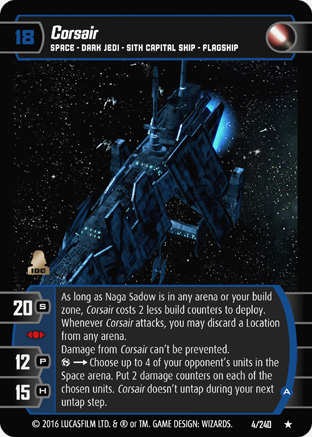 18
Corsair
SPACE - DARK JEDI - SITH CAPITAL SHIP - FLAGSHIP
IDC
20 S
12 P
15 H
As long as Naga Sadow is in any arena or your build
zone, Corsair costs 2 less build counters to deploy.
Whenever Corsair attacks, you may discard a Location
from any arena.
Damage from Corsair can't be prevented.
→ Choose up to 4 of your opponent's units in the
Space arena. Put 2 damage counters on each of the
chosen units. Corsair doesn't untap during your next
untap step.
A
© 2016 LUCASFILM LTD. & ® or TM. GAME DESIGN: WIZARDS.
4/240 ★